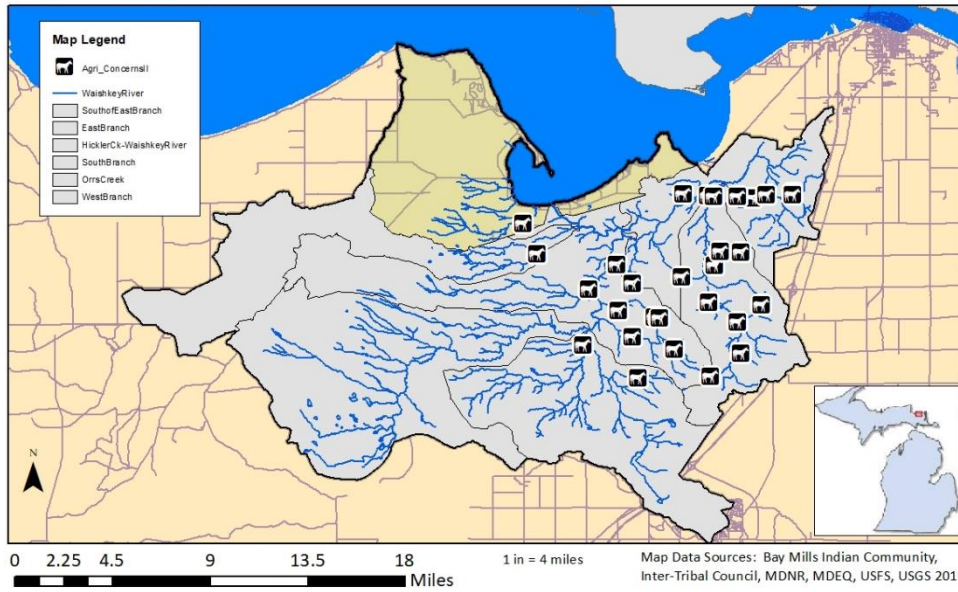 Map Legend
Agri_ConcernsII
WaishkeyRiver
SouthofEastBranch
EastBranch
HicklerCk-WaishkeyRiver
SouthBranch
OrrsCreek
WestBranch
N
0 2.25 4.5 9 13.5 18
Miles
1 in = 4 miles
Map Data Sources: Bay Mills Indian Community,
Inter-Tribal Council, MDNR, MDEQ, USFS, USGS 201